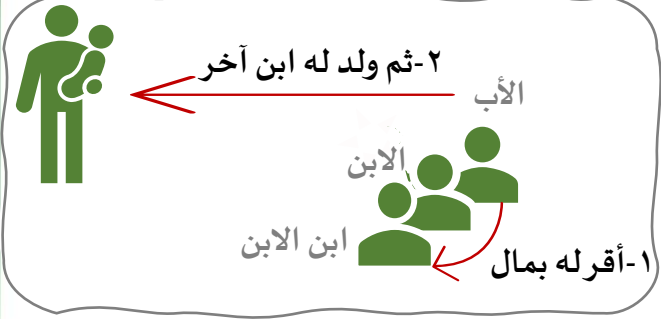 ٢-ثم ولد له ابن آخر
الأب
الابن
ابن الابن
١-أقر له بمال